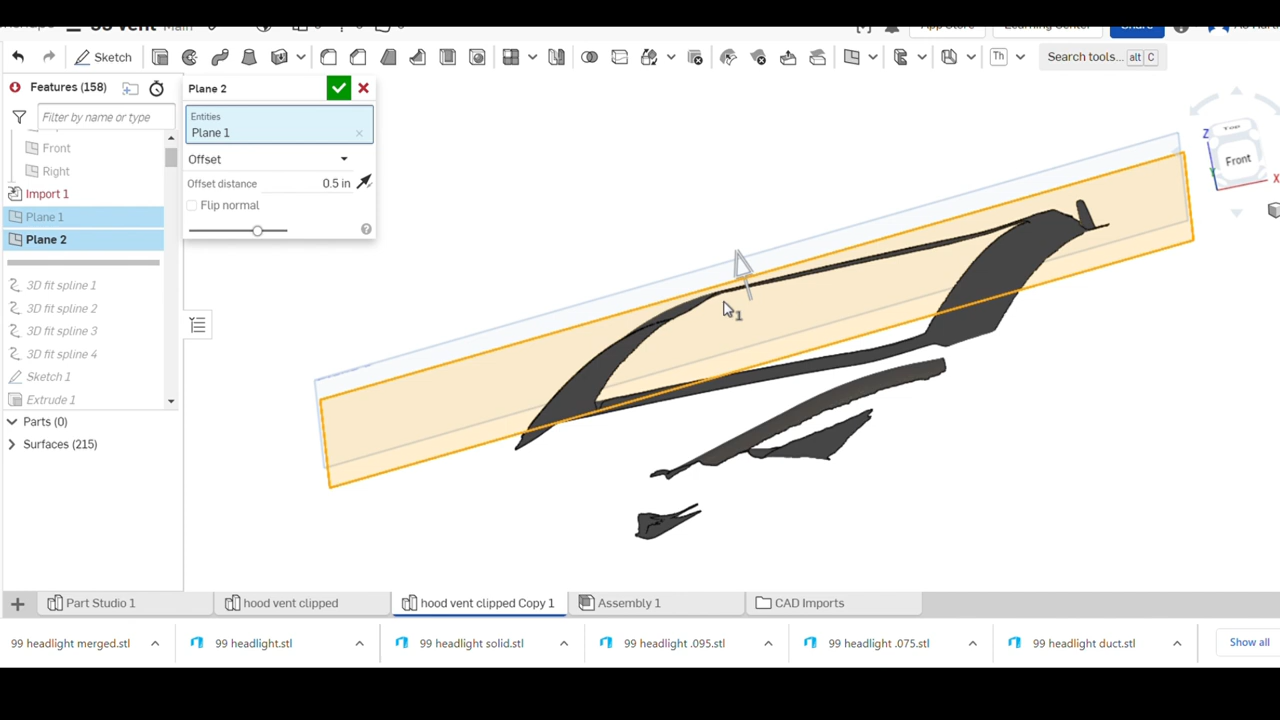 Main
Share
Sketch
Th
Search tools...
alt
C
Features (158)
Filter by name or type
Front
Right
Import 1
Plane 1
Plane 2
3D fit spline 1
3D fit spline 2
3D fit spline 3
3D fit spline 4
Sketch 1
Extrude 1
Parts (0)
Surfaces (215)
Plane 2
Entities
Plane 1
Offset
Offset distance
0.5 in
Flip normal
Z
Front
X
1
Part Studio 1
hood vent clipped
hood vent clipped Copy 1
Assembly 1
CAD Imports
99 headlight merged.stl
99 headlight.stl
99 headlight solid.stl
99 headlight .095.stl
99 headlight .075.stl
99 headlight duct.stl
Show all